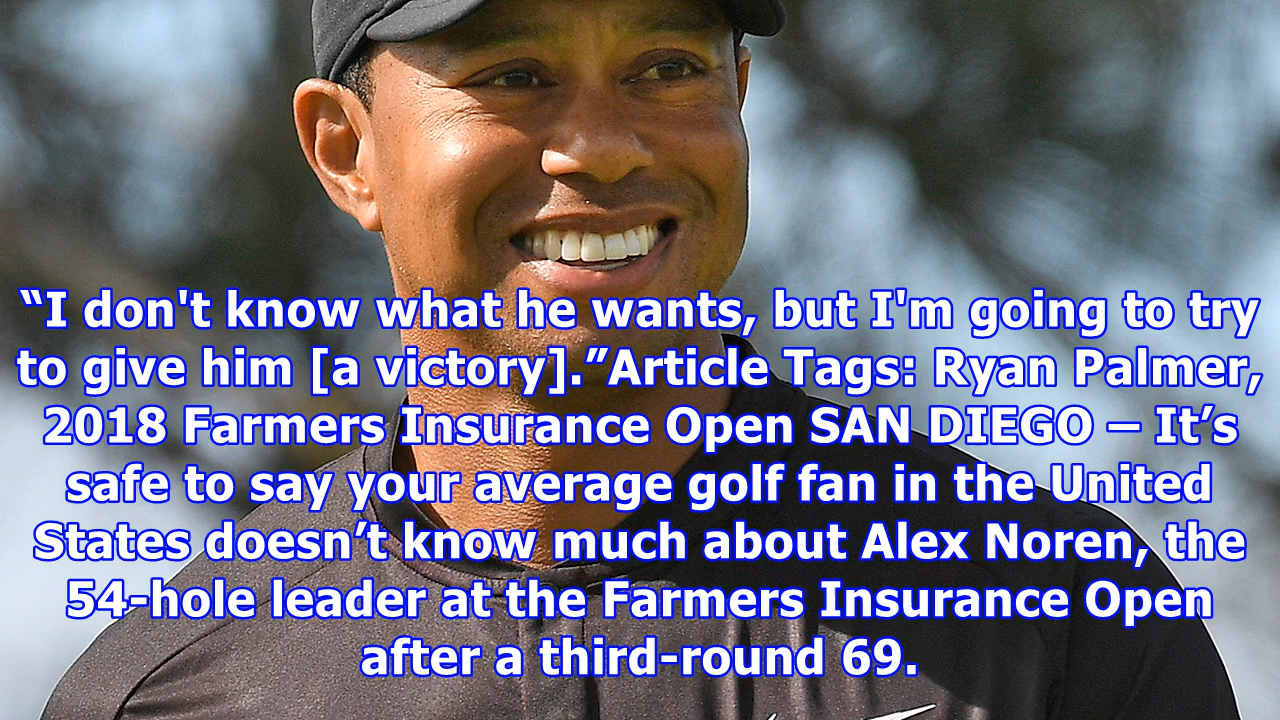 “I don't know what he wants, but I'm going to try
to give him [a victory].”Article Tags: Ryan Palmer,
2018 Farmers Insurance Open SAN DIEGO – It’s
safe to say your average golf fan in the United
States doesn’t know much about Alex Noren, the
54-hole leader at the Farmers Insurance Open
after a third-round 69.